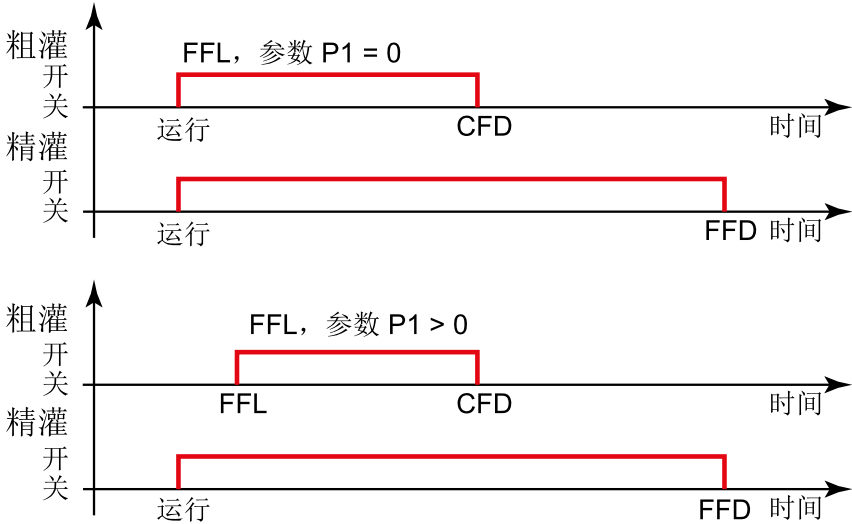 粗灌
FFL，参数 P1 = 0
开
关
运行
CFD
时间
精灌
开
关
运行
FFD 时间
粗灌
FFL，参数 P1 > 0
开
关
FFL
CFD
时间
精灌
开
关
运行
FFD 时间